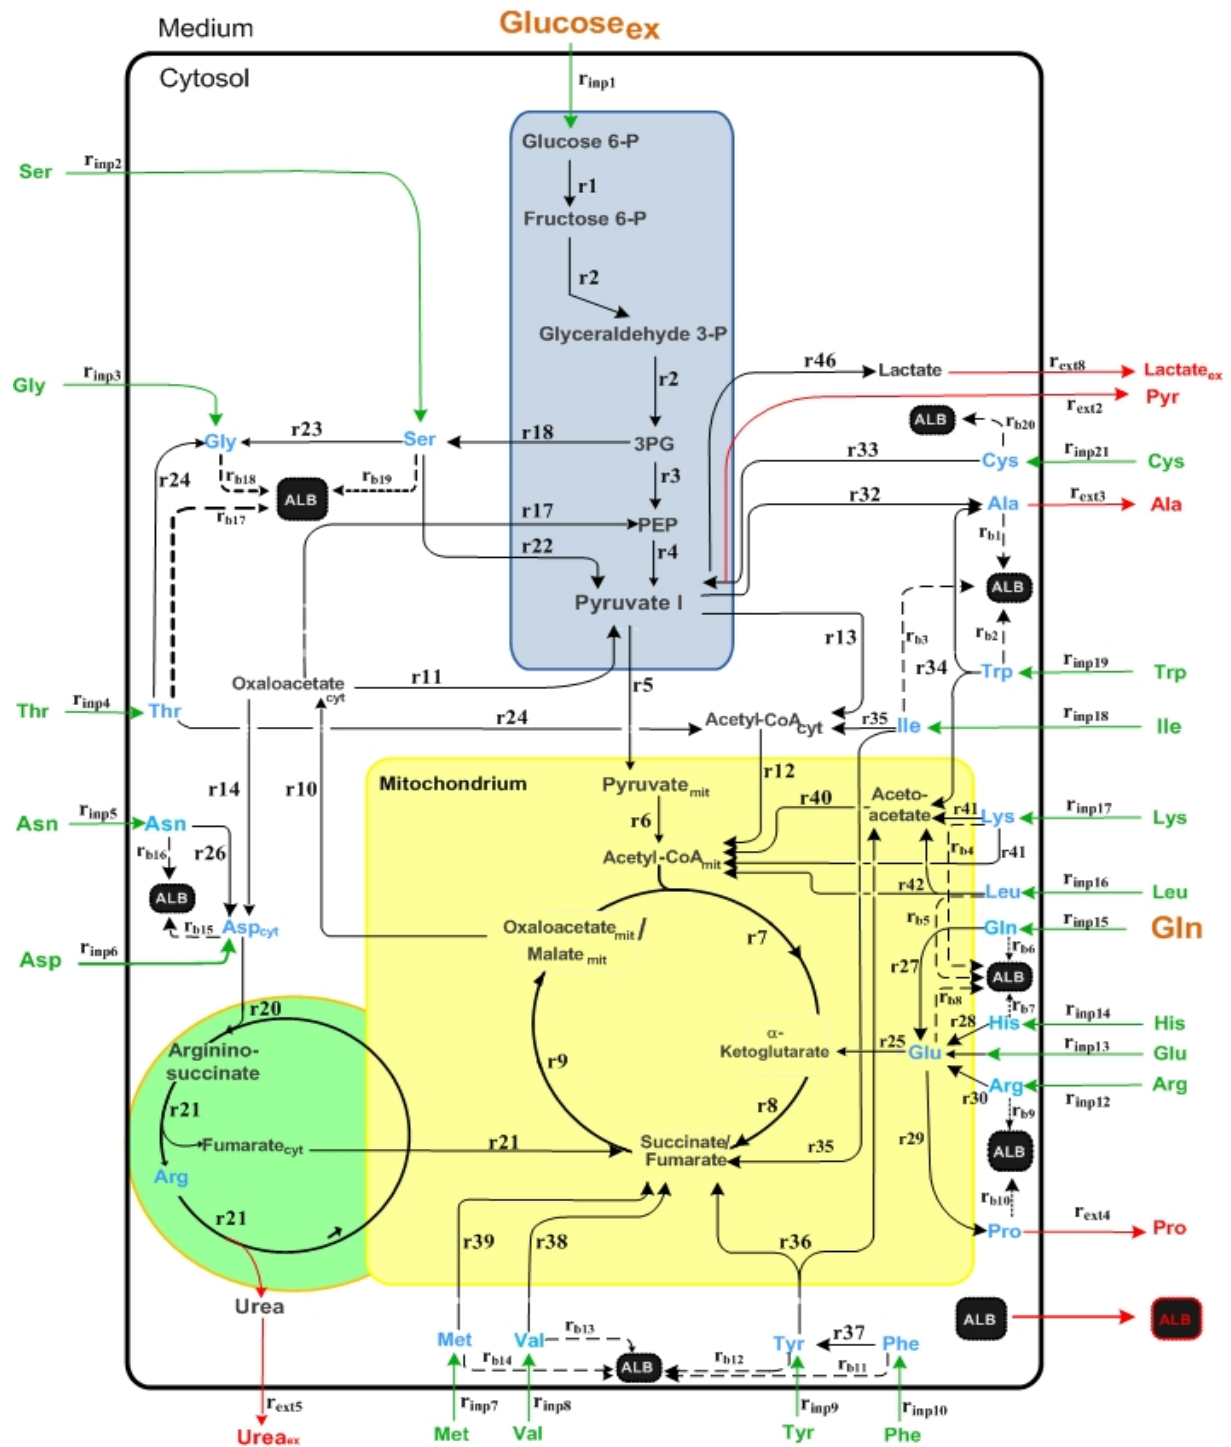 Medium
Glucoseex
Cytosol
rinp1
Glucose 6-P
Ser
rinp2
r1
Fructose 6-P
r2
Glyceraldehyde 3-P
Gly
rinp3
r2
r46
Lactate
rext8
Lactateex
rext2
Pyr
ALB
rb20
Gly
r23
Ser
r18
3PG
r33
Cys
rinp21
Cys
r24
rb18
ALB
rb19
r3
rb17
r32
Ala
rext3
Ala
r17
PEP
rb1
r22
r4
ALB
Pyruvate I
rb3
rb2
r13
r34
Trp
rinp19
Trp
Oxaloacetate
cyt
r11
r5
Thr
rinp4
Thr
r24
Acetyl-CoAcyt
r35
Ile
rinp18
Ile
r14
r10
Mitochondrium
Pyruvatemit
r12
r40
Aceto-
acetate
r41
Lys
rinp17
Lys
Asn
rinp5
Asn
r6
rb16
r26
Acetyl-CoAmit
rb4
r41
ALB
r42
Leu
rinp16
Leu
rb15
Aspcyt
Oxaloacetatemit /
Malate mit
r7
rb5
Gln
rinp15
Gln
rb6
Asp
rinp6
r27
ALB
rb8
rb7
r20
α-
Ketoglutarate
r28
His
rinp14
His
Arginino-
succinate
r25
Glu
rinp13
Glu
r9
r30
Arg
rinp12
Arg
r21
r8
rb9
Fumaratecyt
r21
Succinate/
Fumarate
r35
r29
ALB
Arg
rb10
r21
r39
r38
r36
Pro
rext4
Pro
Urea
ALB
ALB
Met
Val
rb13
Tyr
r37
Phe
rb14
ALB
rb12
rb11
rext5
rinp7
rinp8
rinp9
rinp10
Ureaex
Met
Val
Tyr
Phe